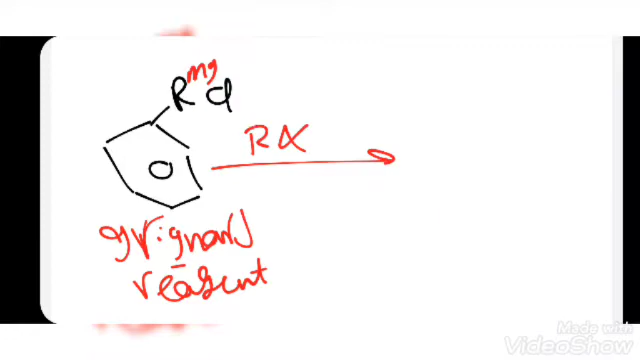 Mg
R Cl
RX
grignard
reagent
Made with
VideoShow